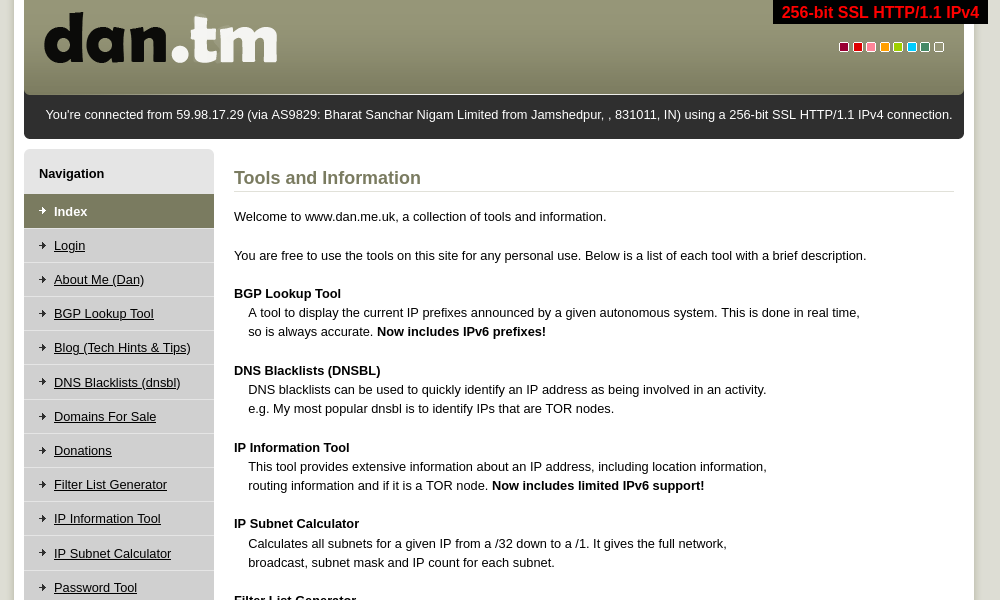 256-bit SSL HTTP/1.1 IPv4
dan.tm
You're connected from 59.98.17.29 (via AS9829: Bharat Sanchar Nigam Limited from Jamshedpur, , 831011, IN) using a 256-bit SSL HTTP/1.1 IPv4 connection.
Navigation
Index
Login
About Me (Dan)
BGP Lookup Tool
Blog (Tech Hints & Tips)
DNS Blacklists (dnsbl)
Domains For Sale
Donations
Filter List Generator
IP Information Tool
IP Subnet Calculator
Password Tool
Tools and Information
Welcome to www.dan.me.uk, a collection of tools and information.
You are free to use the tools on this site for any personal use. Below is a list of each tool with a brief description.
BGP Lookup Tool
A tool to display the current IP prefixes announced by a given autonomous system. This is done in real time,
so is always accurate. Now includes IPv6 prefixes!
DNS Blacklists (DNSBL)
DNS blacklists can be used to quickly identify an IP address as being involved in an activity.
e.g. My most popular dnsbl is to identify IPs that are TOR nodes.
IP Information Tool
This tool provides extensive information about an IP address, including location information,
routing information and if it is a TOR node. Now includes limited IPv6 support!
IP Subnet Calculator
Calculates all subnets for a given IP from a /32 down to a /1. It gives the full network,
broadcast, subnet mask and IP count for each subnet.
Filter List Generator